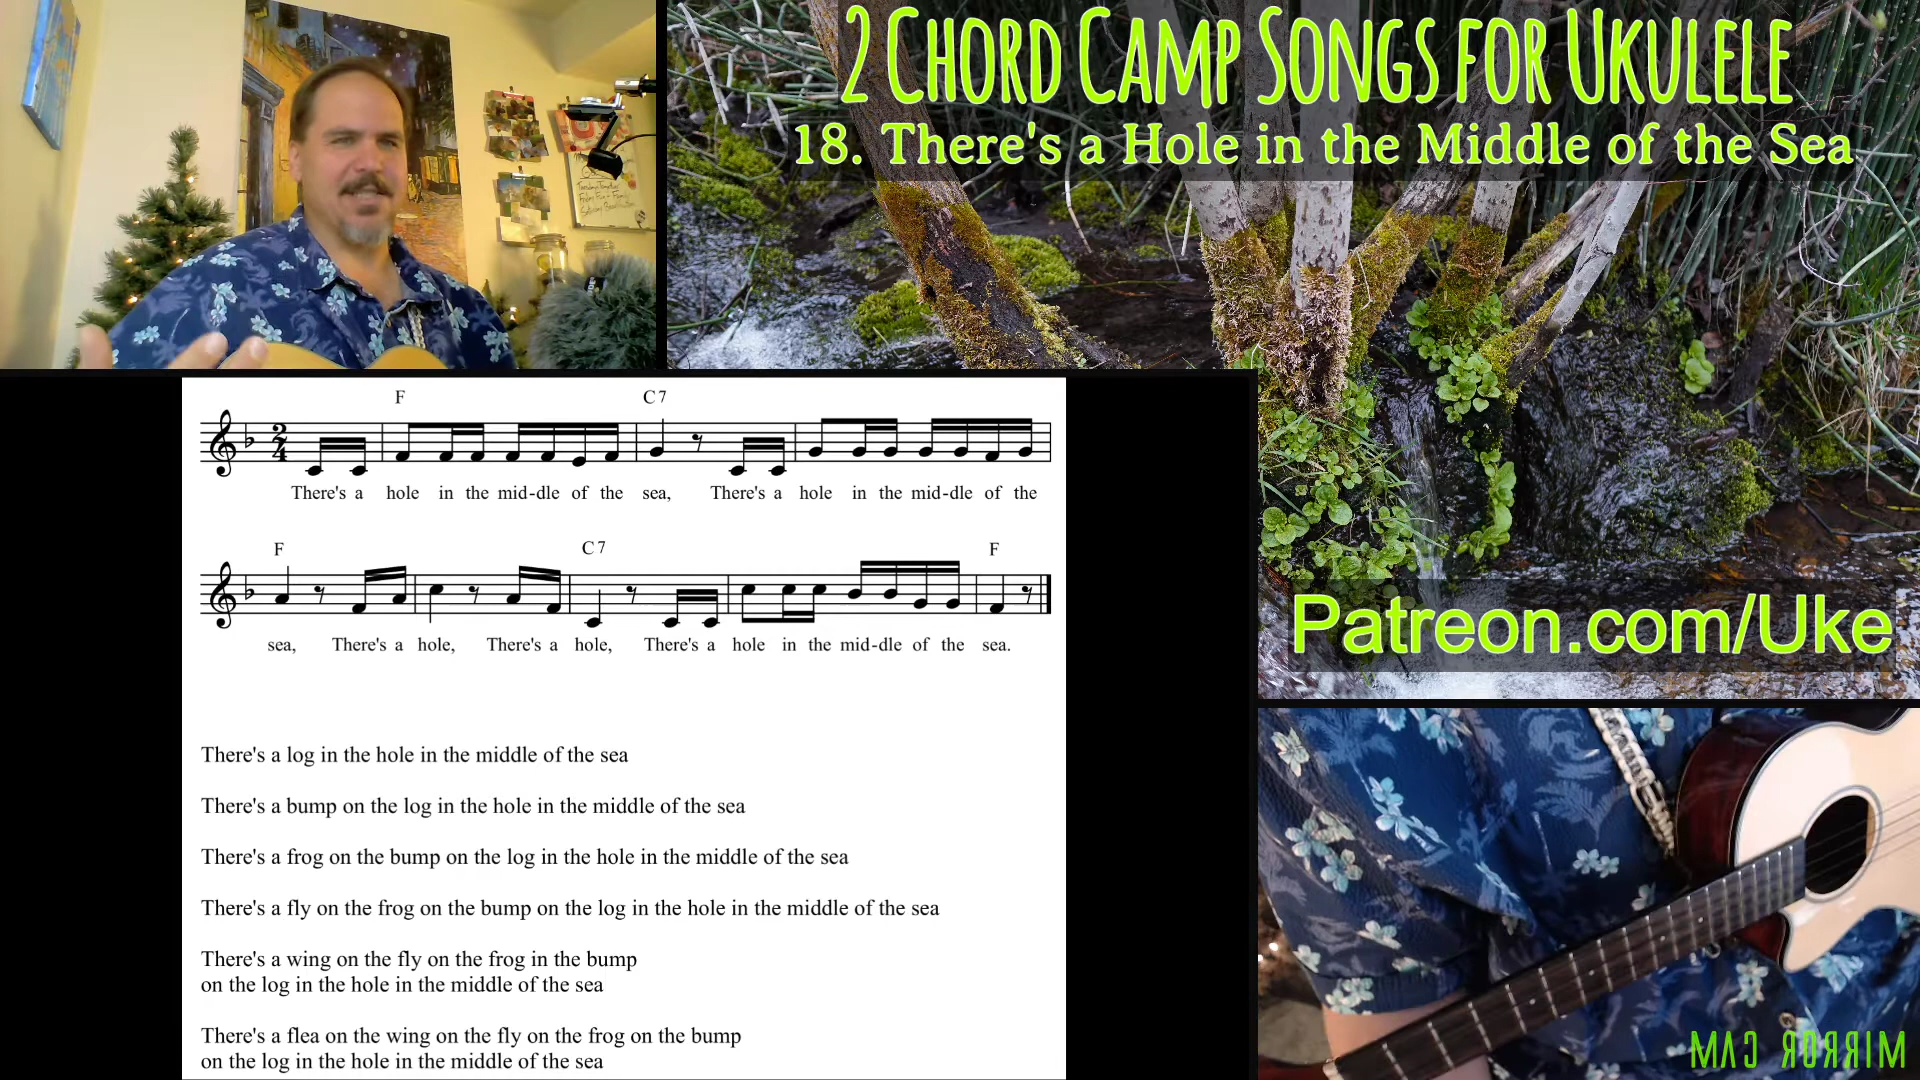 2 Chord Camp Songs for Ukulele
18. There's a Hole in the Middle of the Sea
F C7
2
4
There's a hole in the mid-dle of the sea, There's a hole in the mid-dle of the
F C7 F
sea, There's a hole, There's a hole, There's a hole in the mid-dle of the sea.
Patreon.com/Uke
There's a log in the hole in the middle of the sea
There's a bump on the log in the hole in the middle of the sea
There's a frog on the bump on the log in the hole in the middle of the sea
There's a fly on the frog on the bump on the log in the hole in the middle of the sea
There's a wing on the fly on the frog in the bump
on the log in the hole in the middle of the sea
There's a flea on the wing on the fly on the frog on the bump
on the log in the hole in the middle of the sea
MIRROR CAM